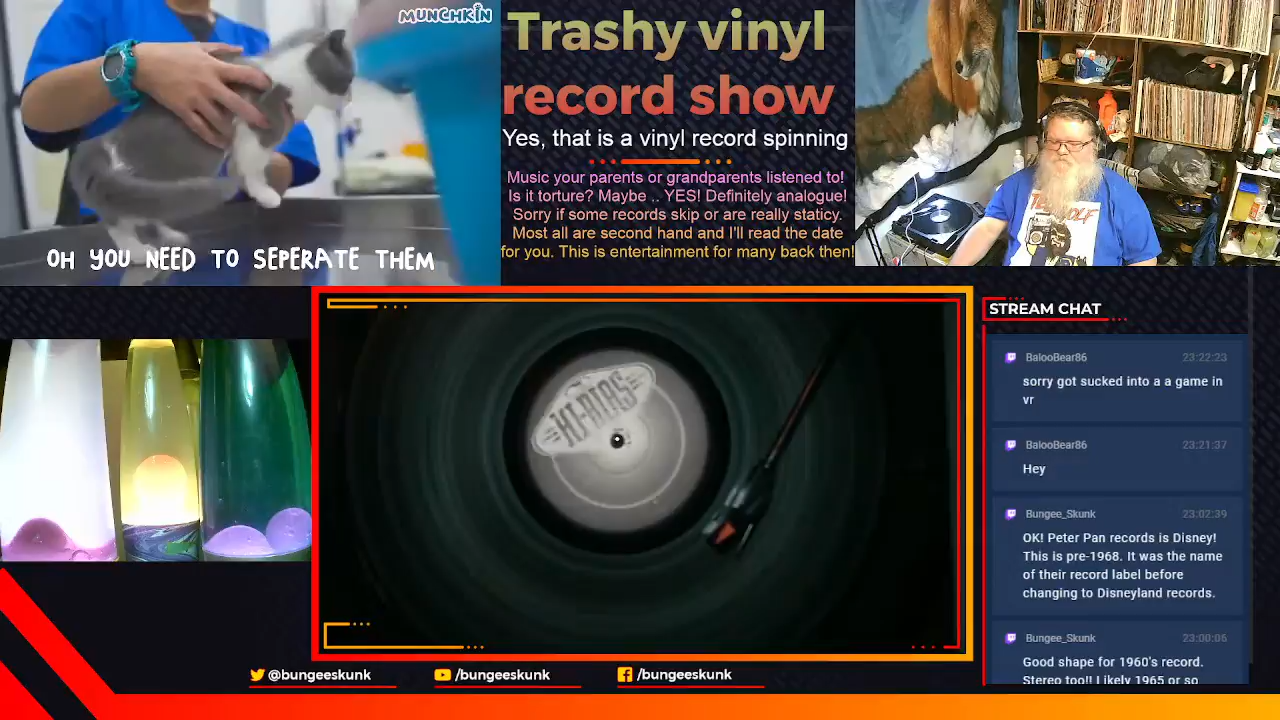 MUNCHKIN
OH YOU NEED TO SEPERATE THEM
Trashy vinyl
record show
Yes, that is a vinyl record spinning
Music your parents or grandparents listened to!
Is it torture? Maybe .. YES! Definitely analogue!
Sorry if some records skip or are really staticy.
Most all are second hand and I'll read the date
for you. This is entertainment for many back then!
TEEN WOLF
HI-BIAS
STREAM CHAT
BalooBear86 23:22:23
sorry got sucked into a a game in
vr
BalooBear86 23:21:37
Hey
Bungee_Skunk 23:02:39
OK! Peter Pan records is Disney!
This is pre-1968. It was the name
of their record label before
changing to Disneyland records.
Bungee_Skunk 23:00:06
Good shape for 1960's record.
Stereo too!! Likely 1965 or so
@bungeeskunk
/bungeeskunk
/bungeeskunk